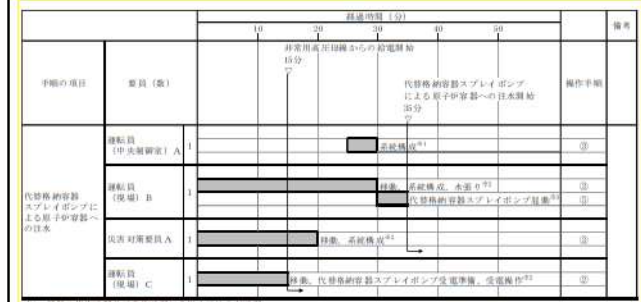 経過時間（分）
備考
10 20 30 40 50
手順の項目
要員（数）
操作手順
非常用高圧母線からの給電開始
15分
▽
代替格納容器スプレイポンプ
による原子炉容器への注水開始
35分
▽
代替格納容器
スプレイポンプに
よる原子炉容器へ
の注水
運転員
（中央制御室）A
1
系統構成
③
運転員
（現場）B
1
移動、系統構成、水張り
③
代替格納容器スプレイポンプ起動
⑤
災害対策要員A
1
移動、系統構成
③
運転員
（現場）C
1
移動、代替格納容器スプレイポンプ受電準備、受電操作
②